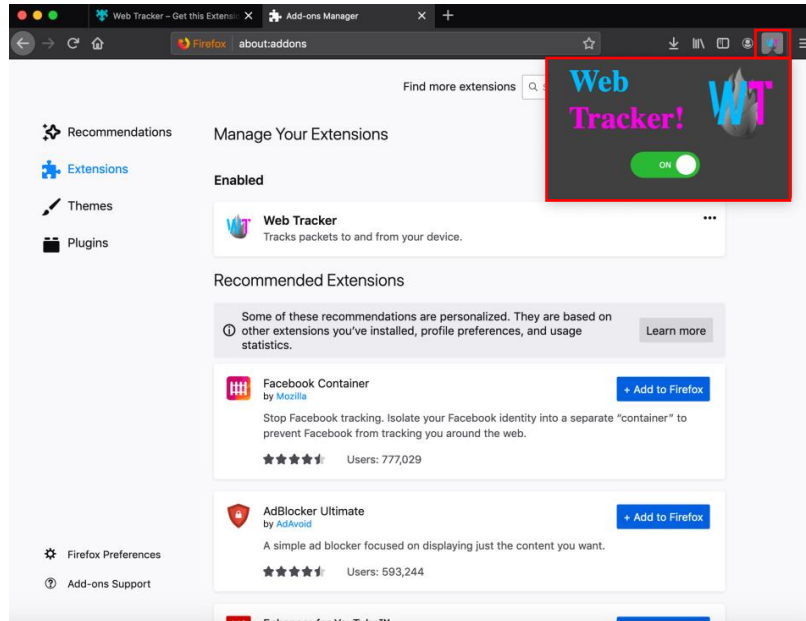 Web Tracker – Get this Extensio
Add-ons Manager
Firefox about:addons
Find more extensions
Web
Tracker!
WT
ON
Recommendations
Extensions
Themes
Plugins
Manage Your Extensions
Enabled
WT
Web Tracker
Tracks packets to and from your device.
Recommended Extensions
Some of these recommendations are personalized. They are based on
other extensions you’ve installed, profile preferences, and usage
statistics.
Learn more
Facebook Container
by Mozilla
+ Add to Firefox
Stop Facebook tracking. Isolate your Facebook identity into a separate “container” to
prevent Facebook from tracking you around the web.
Users: 777,029
AdBlocker Ultimate
by AdAvoid
+ Add to Firefox
A simple ad blocker focused on displaying just the content you want.
Users: 593,244
Firefox Preferences
Add-ons Support